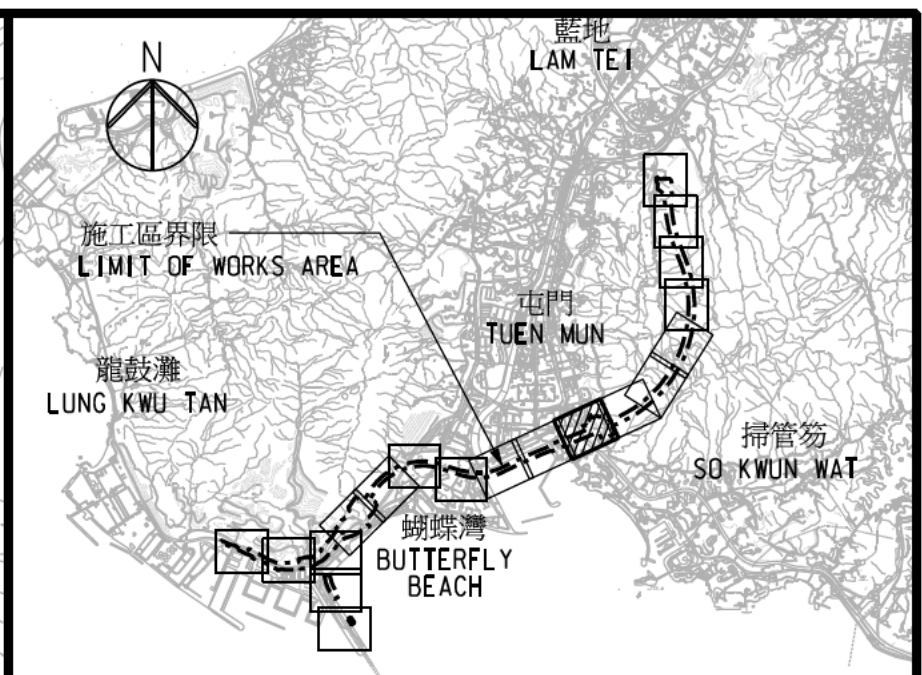 藍地
LAM TEI
N
施工區界限
LIMIT OF WORKS AREA
屯門
TUEN MUN
龍鼓灘
LUNG KWU TAN
掃管笏
SO KWUN WAT
蝴蝶灣
BUTTERFLY
BEACH